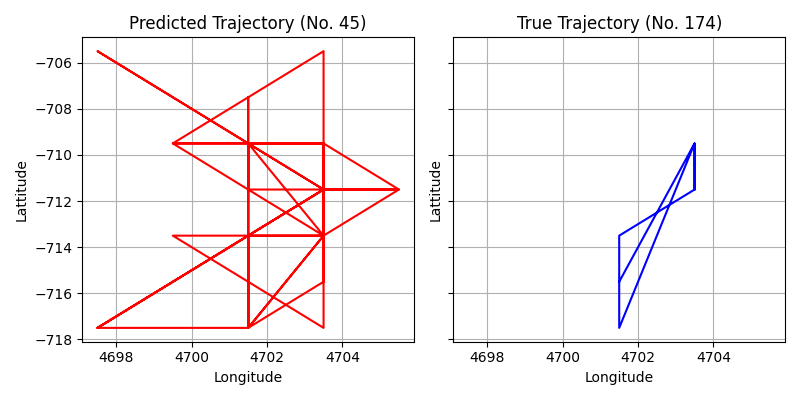 Predicted Trajectory (No. 45)
True Trajectory (No. 174)
Lattitude
−706
−708
−710
−712
−714
−716
−718
4698
4700
4702
4704
Longitude
Lattitude
4698
4700
4702
4704
Longitude